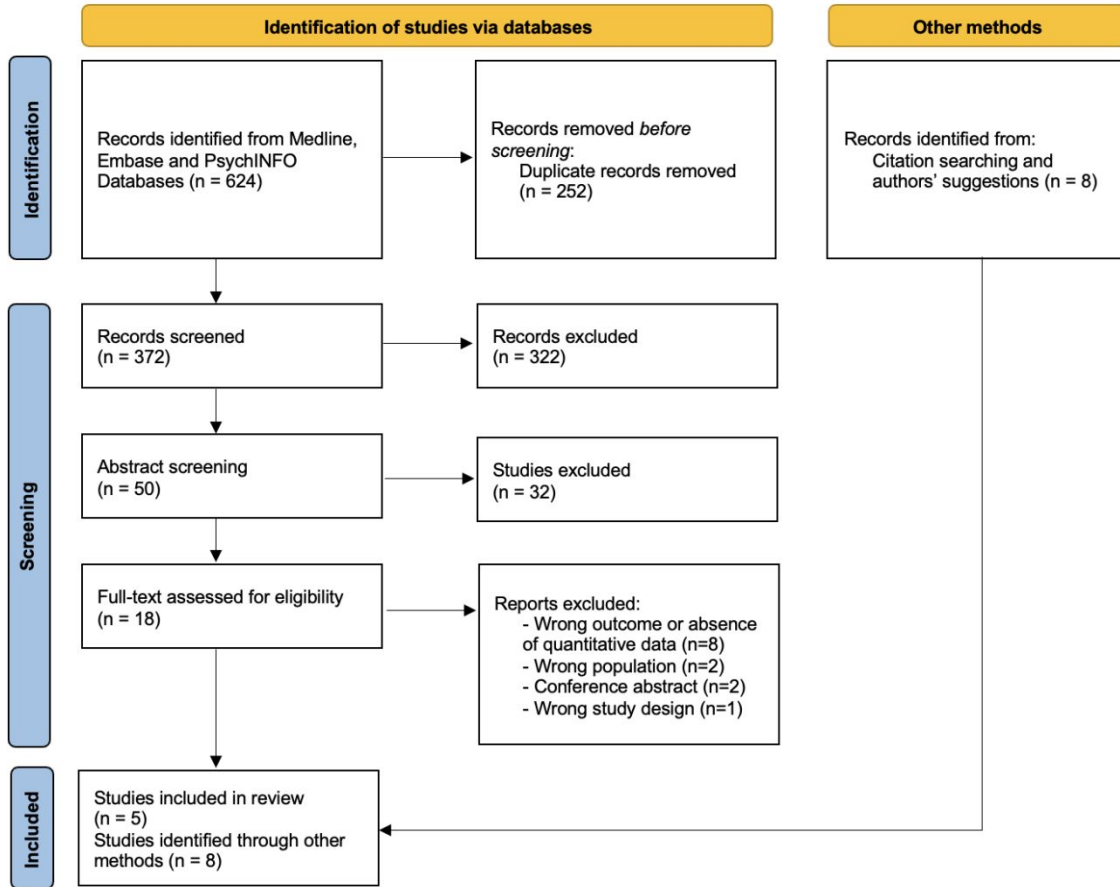 Identification of studies via databases
Other methods
Identification
Records identified from Medline,
Embase and PsychINFO
Databases (n = 624)
Records removed before
screening:
Duplicate records removed
(n = 252)
Records identified from:
Citation searching and
authors’ suggestions (n = 8)
Screening
Records screened
(n = 372)
Records excluded
(n = 322)
Abstract screening
(n = 50)
Studies excluded
(n = 32)
Full-text assessed for eligibility
(n = 18)
Reports excluded:
- Wrong outcome or absence
of quantitative data (n=8)
- Wrong population (n=2)
- Conference abstract (n=2)
- Wrong study design (n=1)
Included
Studies included in review
(n = 5)
Studies identified through other
methods (n = 8)